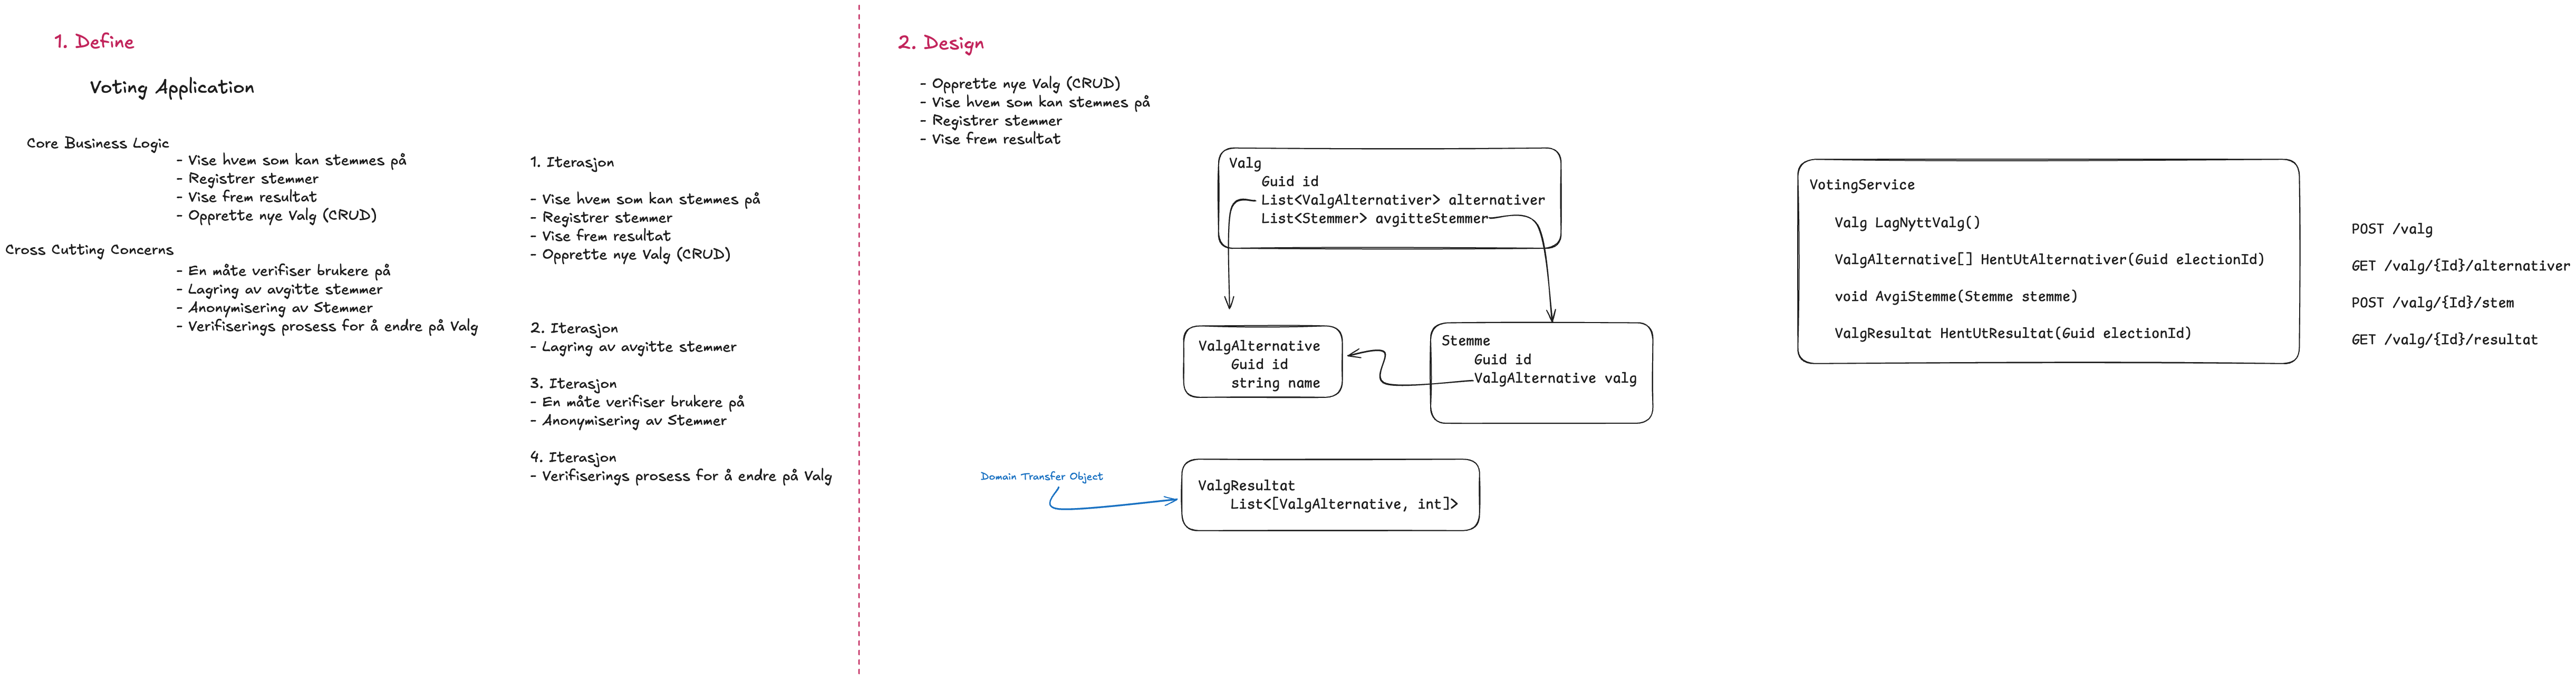 1. Define
Voting Application
Core Business Logic
- Vise hvem som kan stemmes på
- Registrer stemmer
- Vise frem resultat
- Opprette nye Valg (CRUD)
Cross Cutting Concerns
- En måte verifiser brukere på
- Lagring av avgitte stemmer
- Anonymisering av Stemmer
- Verifiserings prosess for å endre på Valg
1. Iterasjon
- Vise hvem som kan stemmes på
- Registrer stemmer
- Vise frem resultat
- Opprette nye Valg (CRUD)
2. Iterasjon
- Lagring av avgitte stemmer
3. Iterasjon
- En måte verifiser brukere på
- Anonymisering av Stemmer
4. Iterasjon
- Verifiserings prosess for å endre på Valg
2. Design
- Opprette nye Valg (CRUD)
- Vise hvem som kan stemmes på
- Registrer stemmer
- Vise frem resultat
Valg
Guid id
List<ValgAlternativer> alternativer
List<Stemmer> avgitteStemmer
ValgAlternative
Guid id
string name
Stemme
Guid id
ValgAlternative valg
Domain Transfer Object
ValgResultat
List<[ValgAlternative, int]>
VotingService
Valg LagNyttValg()
ValgAlternative[] HentUtAlternativer(Guid electionId)
void AvgiStemme(Stemme stemme)
ValgResultat HentUtResultat(Guid electionId)
POST /valg
GET /valg/{Id}/alternativer
POST /valg/{Id}/stem
GET /valg/{Id}/resultat